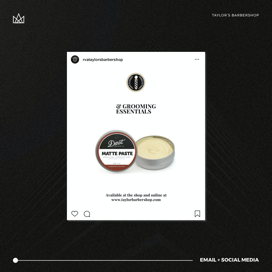 TAYLOR'S BARBERSHOP
rvataylorsbarbershop
& GROOMING
ESSENTIALS
MATTE PASTE
Available at the shop and online at
www.taylorbarbershop.com
EMAIL + SOCIAL MEDIA